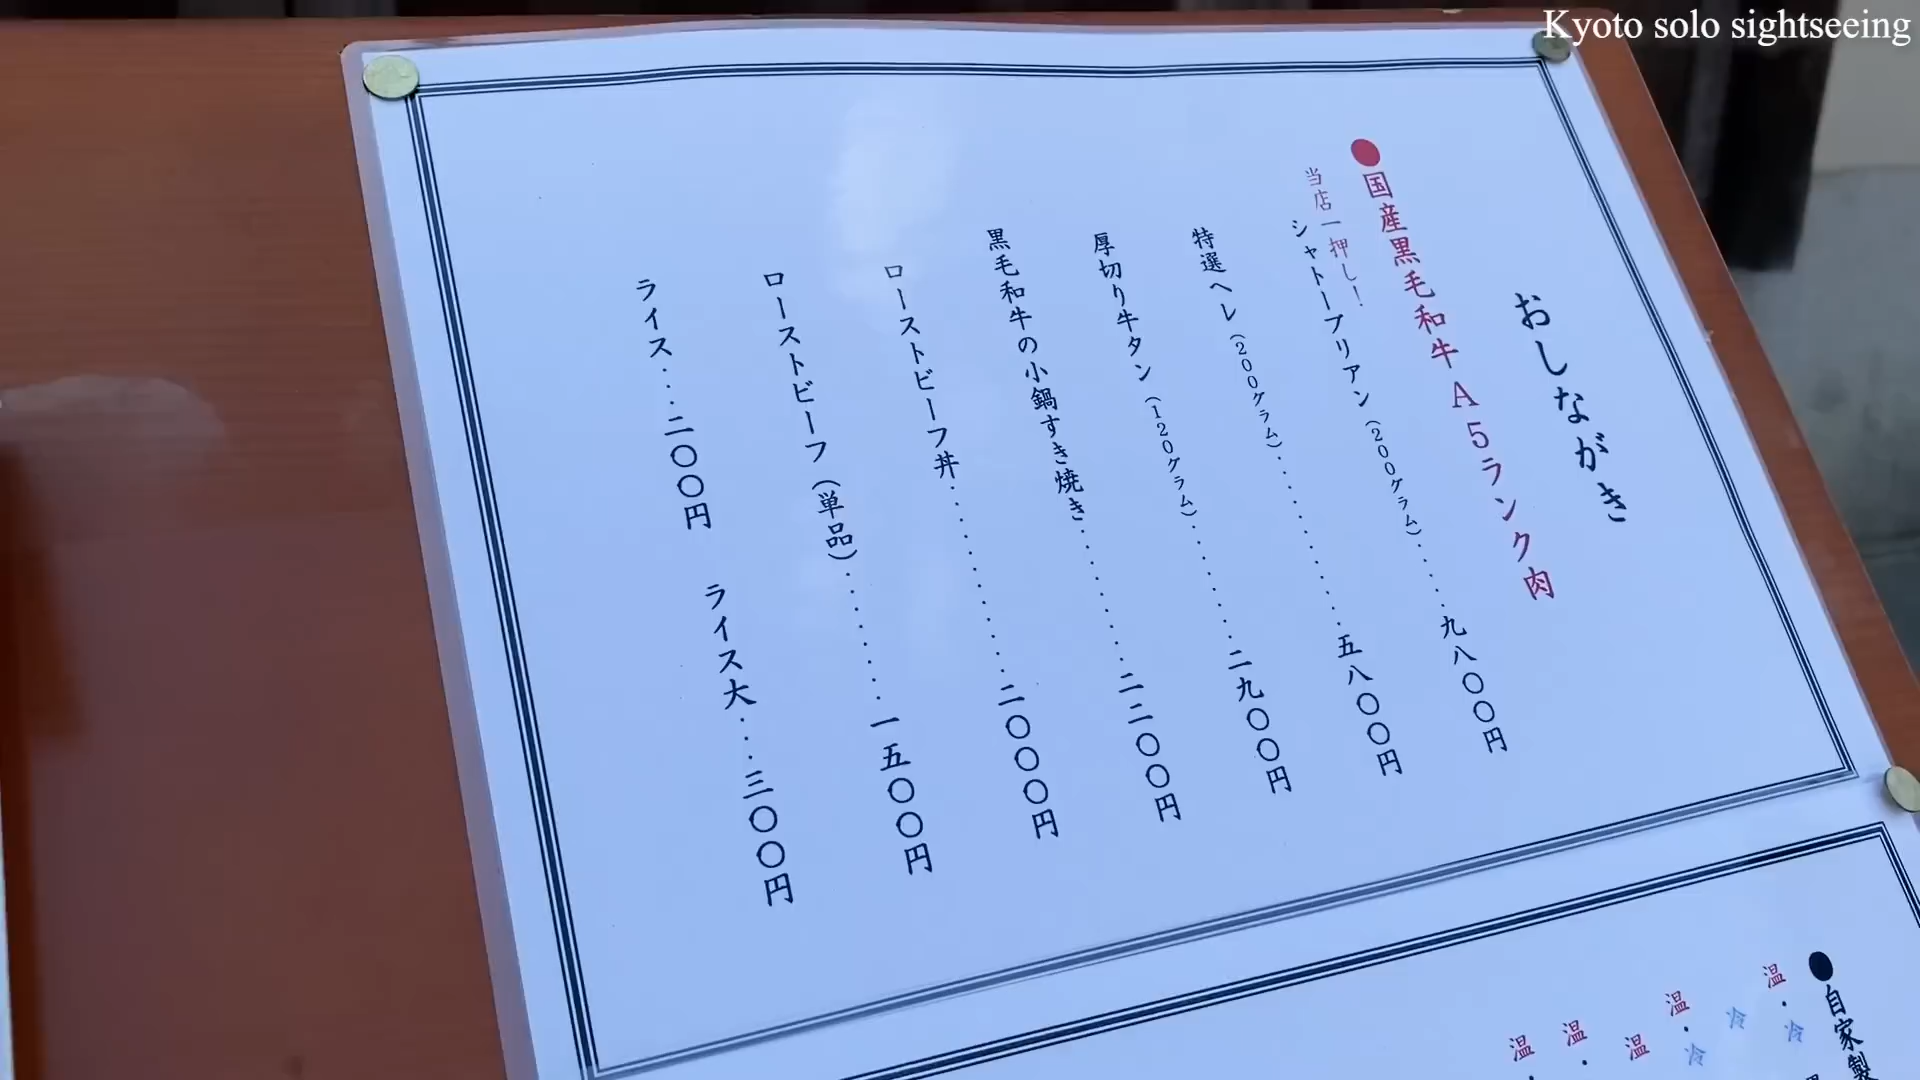 Kyoto solo sightseeing
おしながき
●国産黒毛和牛A5ランク肉
当店一押し!
シャトーブリアン(200グラム)・・・・・九八〇〇円
特選ヘレ(200グラム)・・・・・・・・・・・五八〇〇円
厚切り牛タン(120グラム)・・・・・・・・二九〇〇円
黒毛和牛の小鍋すき焼き・・・・・・・・・二二〇〇円
ローストビーフ丼・・・・・・・・・・・・二〇〇〇円
ローストビーフ(単品)・・・・・・・・一五〇〇円
ライス・・・二〇〇円 ライス大・・・三〇〇円
●自家製
温・冷
温・冷
温
温
温